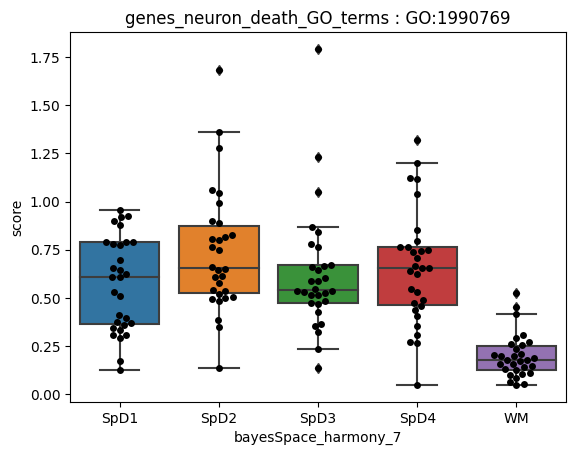 genes_neuron_death_GO_terms : GO:1990769
score
1.75
1.50
1.25
1.00
0.75
0.50
0.25
0.00
SpD1 SpD2 SpD3 SpD4 WM
bayesSpace_harmony_7